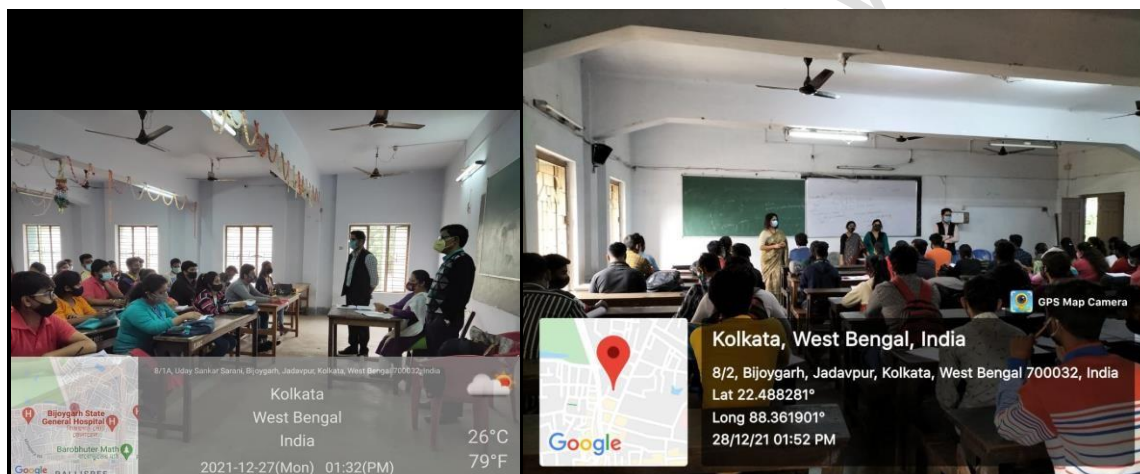 8/1A, Uday Sankar Sarani, Bijoygarh, Jadavpur, Kolkata, West Bengal 700032, India
Kolkata
West Bengal
India
26°C
79°F
2021-12-27(Mon) 01:32(PM)
Bijoygarh State
General Hospital
Barobhuter Math
Google
GPS Map Camera
Kolkata, West Bengal, India
8/2, Bijoygarh, Jadavpur, Kolkata, West Bengal 700032, India
Lat 22.488281°
Long 88.361901°
28/12/21 01:52 PM
Google